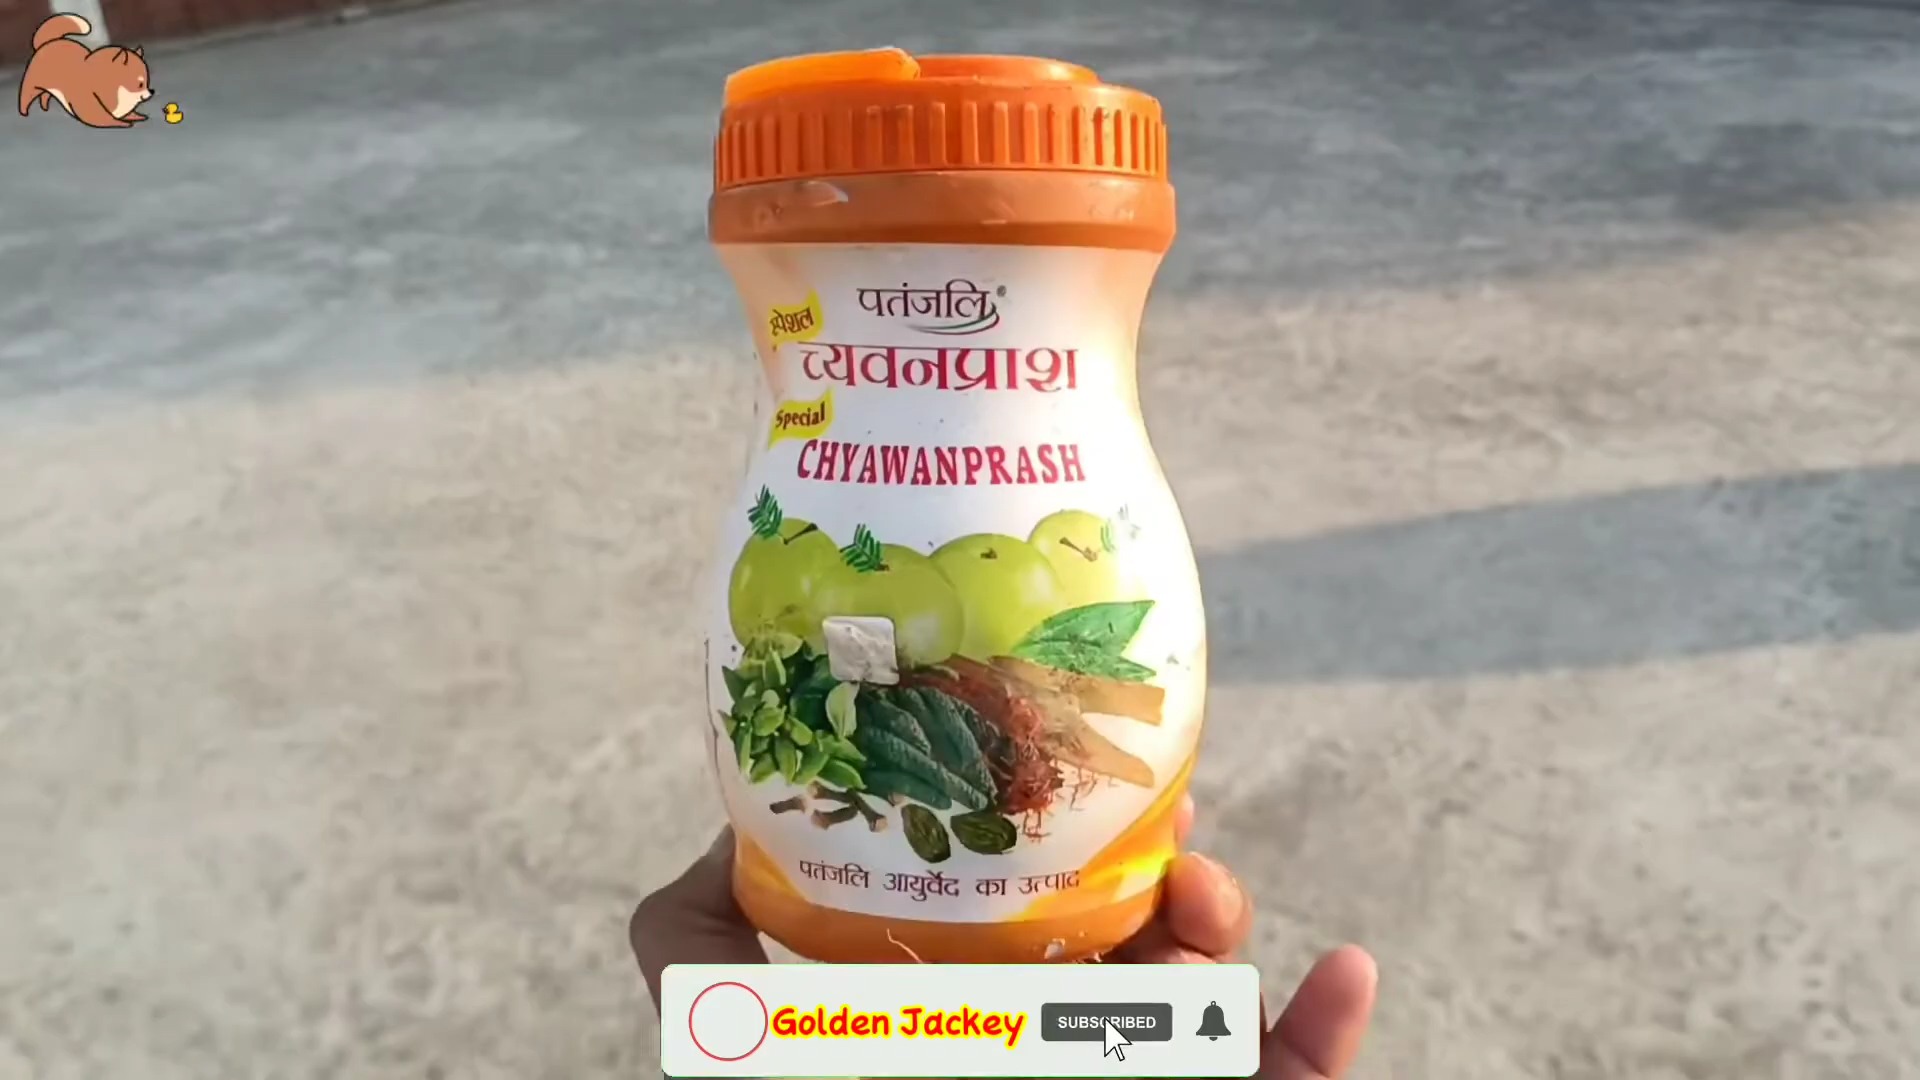 पतंजलि
स्पेशल
च्यवनप्राश
Special
CHYAWANPRASH
पतंजलि आयुर्वेद का उत्पाद
Golden Jackey
SUBSCRIBED